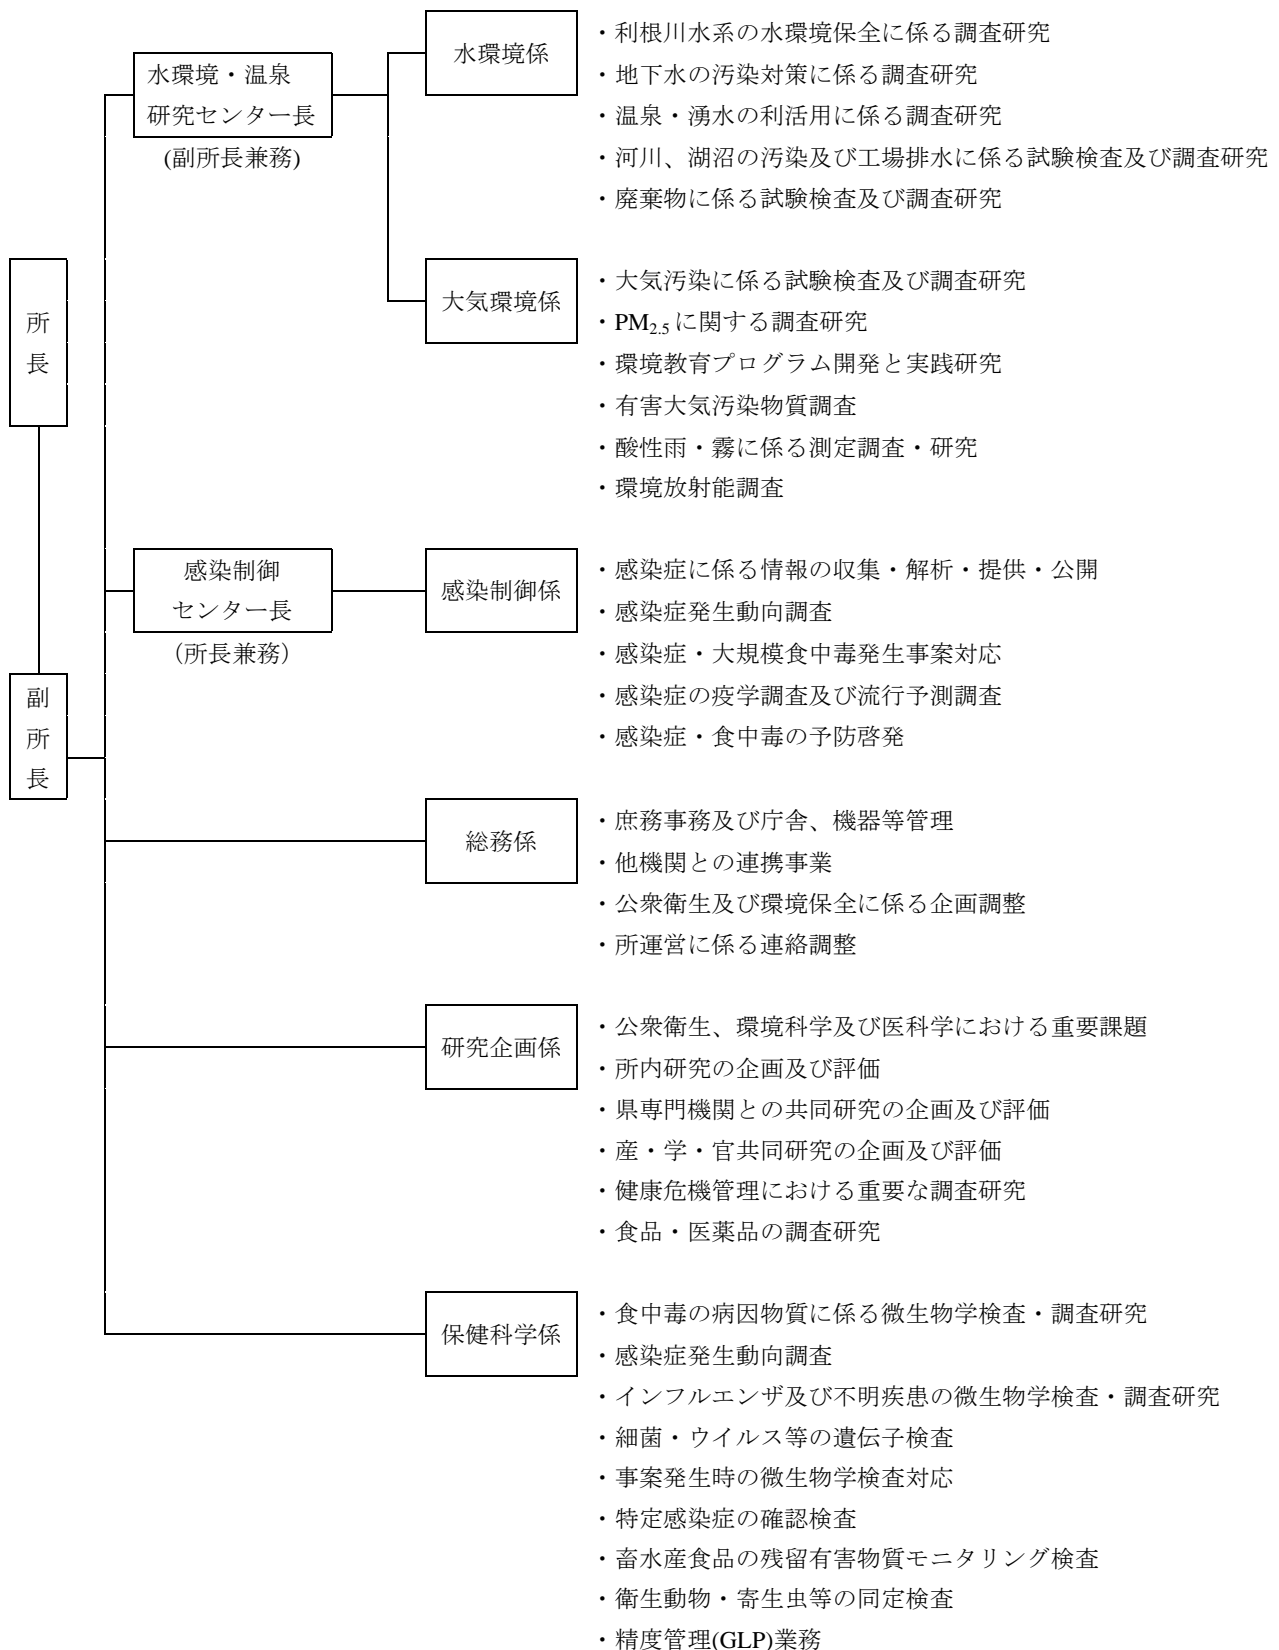 所
長
副
所
長
水環境・温泉
研究センター長
(副所長兼務)
水環境係
・利根川水系の水環境保全に係る調査研究
・地下水の汚染対策に係る調査研究
・温泉・湧水の利活用に係る調査研究
・河川、湖沼の汚染及び工場排水に係る試験検査及び調査研究
・廃棄物に係る試験検査及び調査研究
大気環境係
・大気汚染に係る試験検査及び調査研究
・PM2.5に関する調査研究
・環境教育プログラム開発と実践研究
・有害大気汚染物質調査
・酸性雨・霧に係る測定調査・研究
・環境放射能調査
感染制御
センター長
（所長兼務）
感染制御係
・感染症に係る情報の収集・解析・提供・公開
・感染症発生動向調査
・感染症・大規模食中毒発生事案対応
・感染症の疫学調査及び流行予測調査
・感染症・食中毒の予防啓発
総務係
・庶務事務及び庁舎、機器等管理
・他機関との連携事業
・公衆衛生及び環境保全に係る企画調整
・所運営に係る連絡調整
研究企画係
・公衆衛生、環境科学及び医科学における重要課題
・所内研究の企画及び評価
・県専門機関との共同研究の企画及び評価
・産・学・官共同研究の企画及び評価
・健康危機管理における重要な調査研究
・食品・医薬品の調査研究
保健科学係
・食中毒の病因物質に係る微生物学検査・調査研究
・感染症発生動向調査
・インフルエンザ及び不明疾患の微生物学検査・調査研究
・細菌・ウイルス等の遺伝子検査
・事案発生時の微生物学検査対応
・特定感染症の確認検査
・畜水産食品の残留有害物質モニタリング検査
・衛生動物・寄生虫等の同定検査
・精度管理(GLP)業務